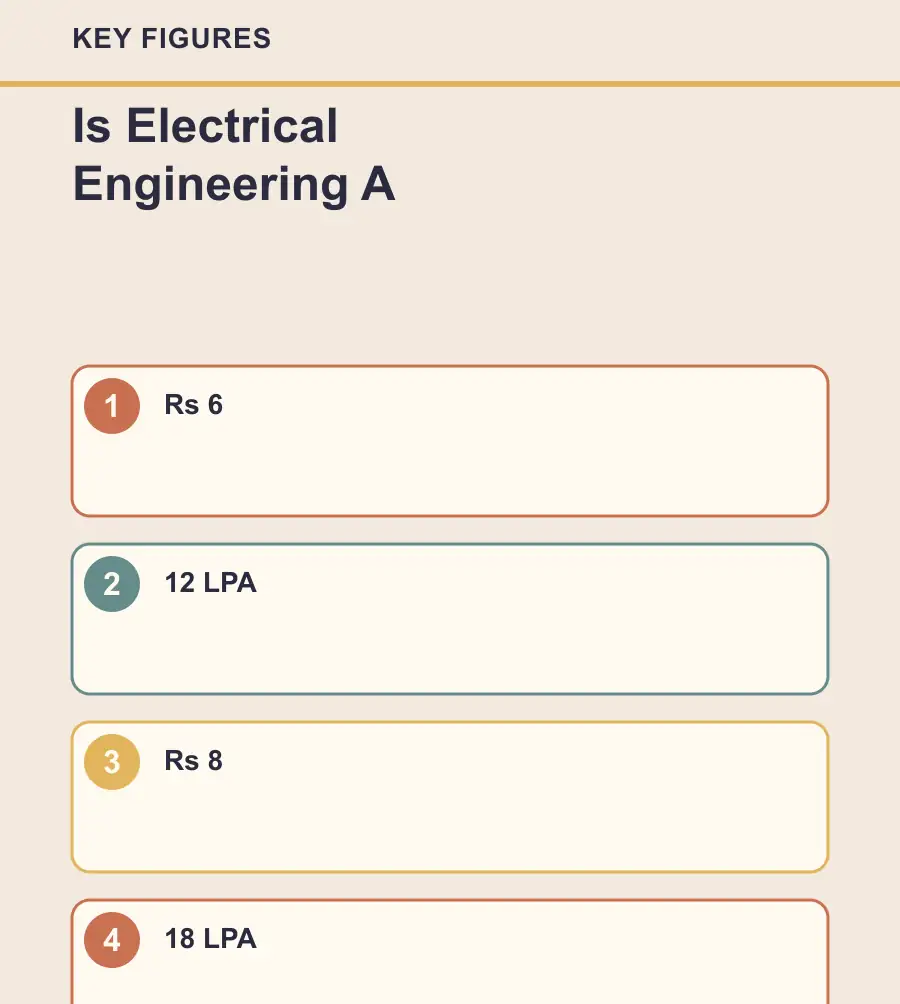 KEY FIGURES
Is Electrical
Engineering A
1 Rs 6
2 12 LPA
3 Rs 8
4 18 LPA